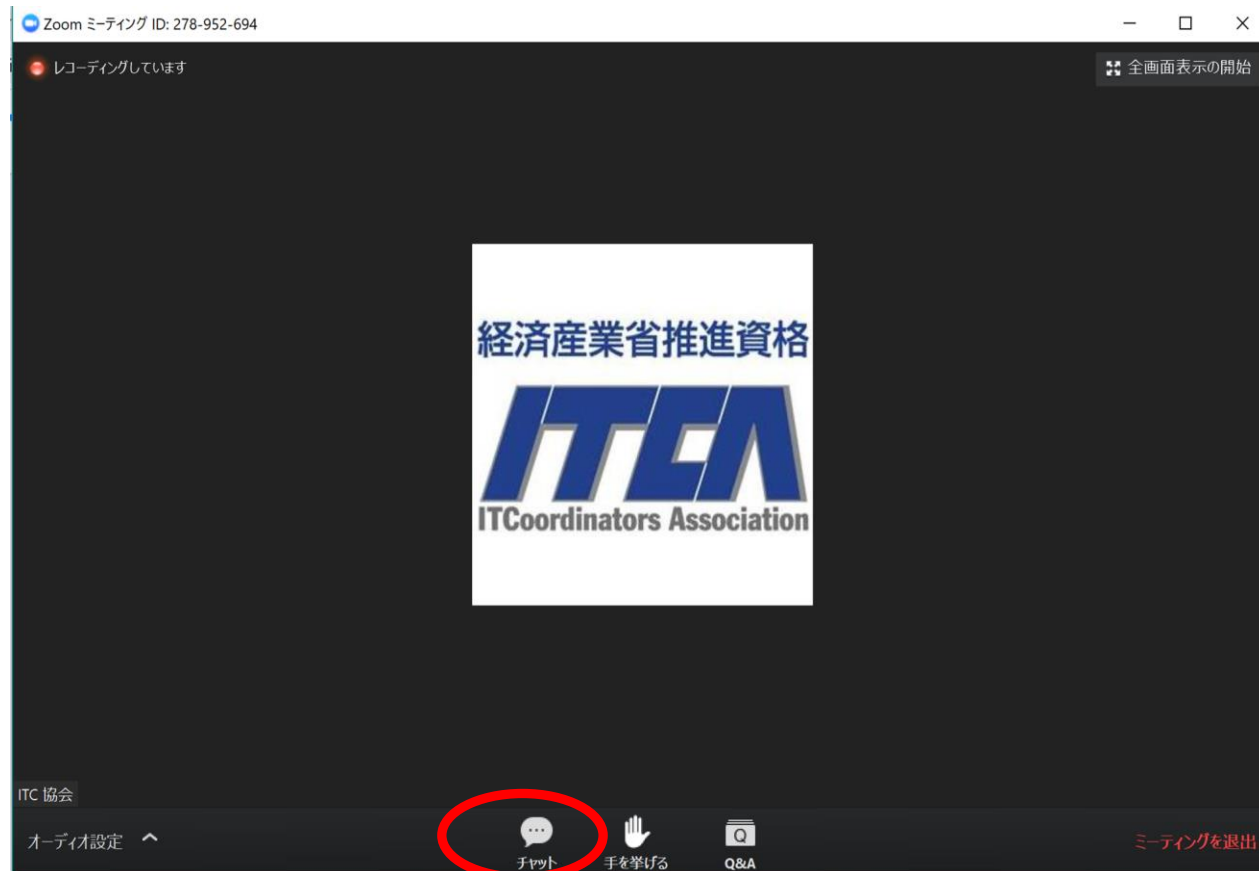 Zoom ミーティング ID: 278-952-694
レコーディングしています
全画面表示の開始
経済産業省推進資格
ITCA
ITCoordinators Association
ITC 協会
オーディオ設定
チャット
手を挙げる
Q
Q&A
ミーティングを退出